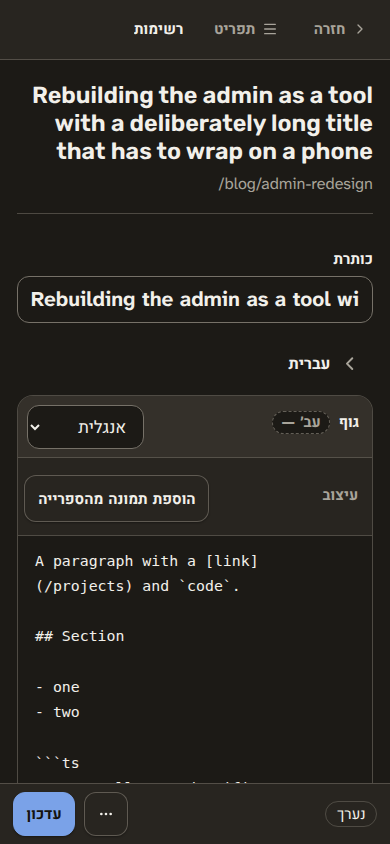 חזרה
תפריט
רשימות
Rebuilding the admin as a tool
with a deliberately long title
that has to wrap on a phone
/blog/admin-redesign
כותרת
Rebuilding the admin as a tool wi
עברית
גוף
עב׳ —
אנגלית
עיצוב
הוספת תמונה מהספרייה
A paragraph with a [link]
(/projects) and `code`.
## Section
- one
- two
```ts
נערך
···
עדכון